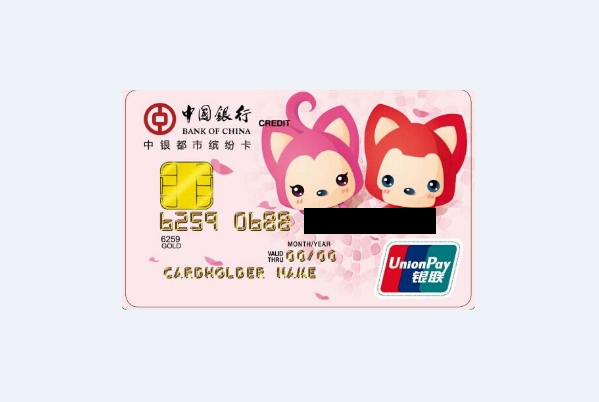 中国银行
BANK OF CHINA
CREDIT
中银都市缤纷卡
6259 0688
6259
GOLD
MONTH/YEAR
VALID THRU 00/00
CARDHOLDER NAME
UnionPay
银联